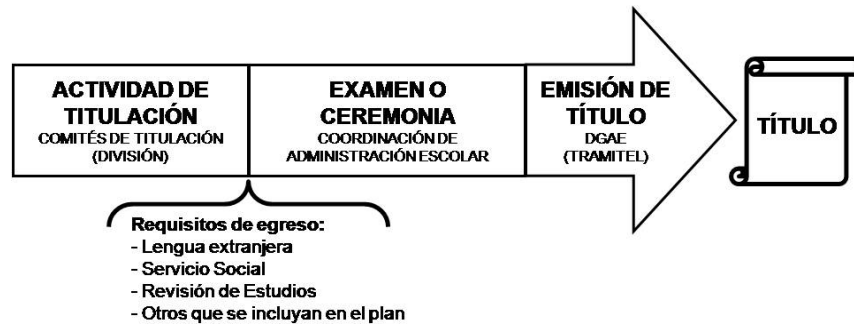 ACTIVIDAD DE
TITULACIÓN
COMITÉS DE TITULACIÓN
(DIVISIÓN)
EXAMEN O
CEREMONIA
COORDINACIÓN DE
ADMINISTRACIÓN ESCOLAR
EMISIÓN DE
TÍTULO
DGAE
(TRAMITEL)
TÍTULO
Requisitos de egreso:
- Lengua extranjera
- Servicio Social
- Revisión de Estudios
- Otros que se incluyan en el plan